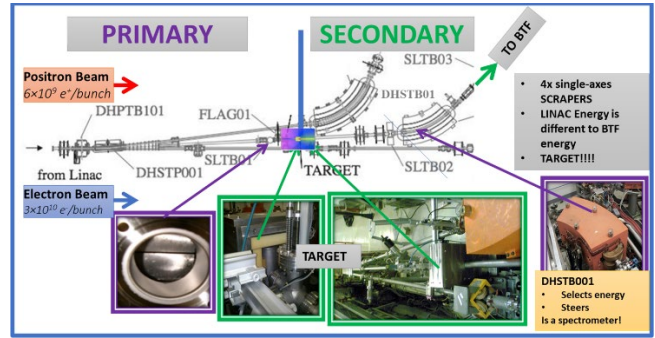 PRIMARY
SECONDARY
TO BTF
Positron Beam
6×10⁹ e⁺/bunch
DHPTB101
FLAG01
SLTB03
DHSTB01
• 4x single-axes
SCRAPERS
• LINAC Energy is
different to BTF
energy
• TARGET!!!!
from Linac
DHSTP001
SLTB01
TARGET
SLTB02
Electron Beam
3×10¹⁰ e⁻/bunch
TARGET
DHSTB001
• Selects energy
• Steers
Is a spectrometer!